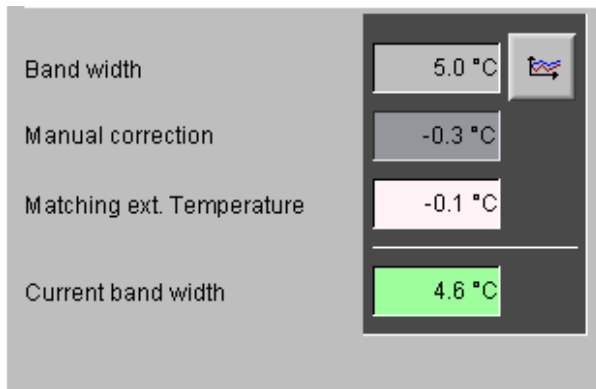 Band width 5.0 °C
Manual correction -0.3 °C
Matching ext. Temperature -0.1 °C
Current band width 4.6 °C